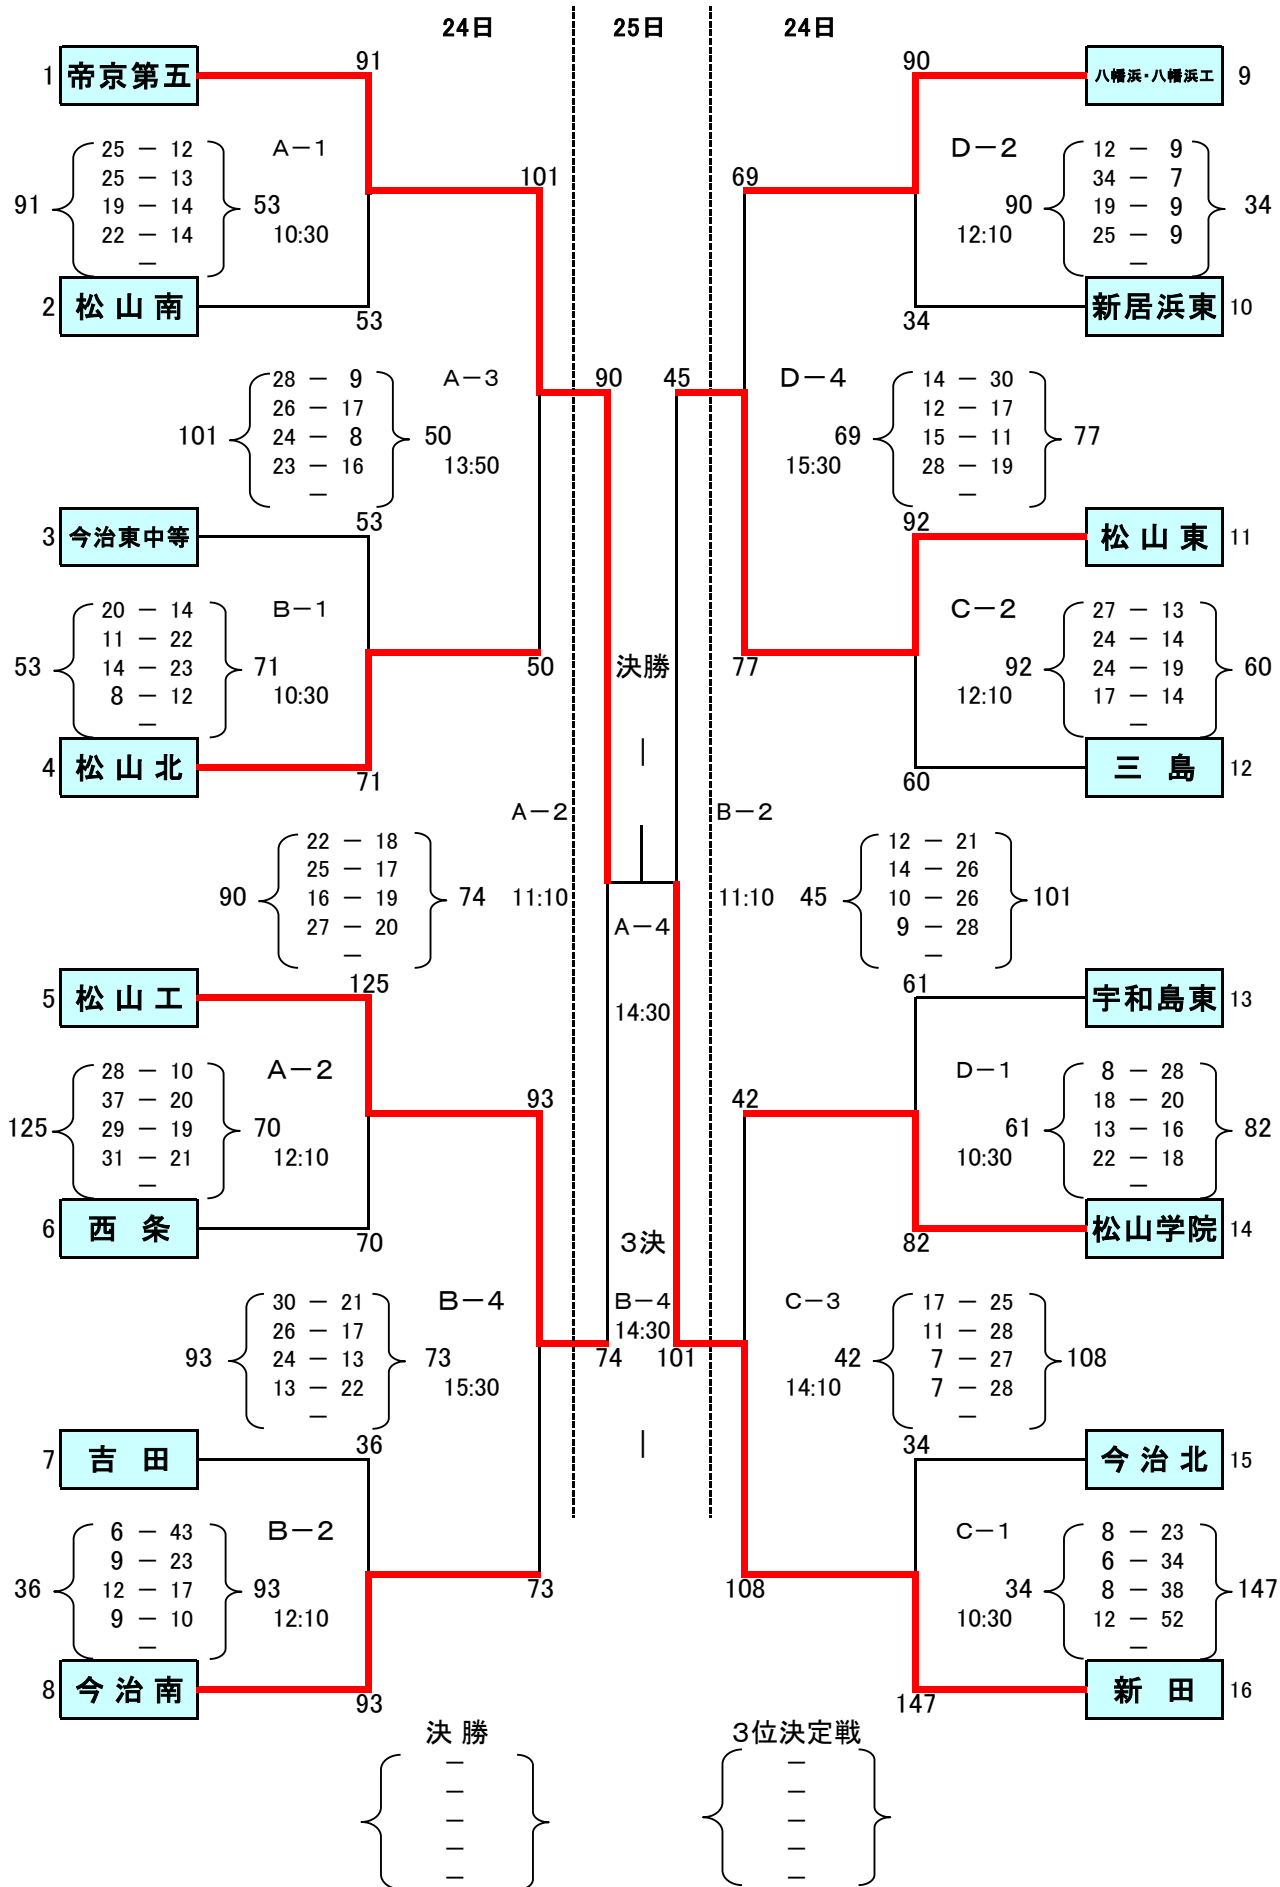 24日 25日 24日
91 90
1 帝京第五 八幡浜・八幡浜工 9
25 － 12 A－1 D－2 12 － 9
25 － 13 101 69 34 － 7
91 19 － 14 53 90 19 － 9 34
22 － 14 10:30 12:10 25 － 9
－ －
2 松山南 新居浜東 10
53 34
28 － 9 A－3 90 45 D－4 14 － 30
26 － 17 12 － 17
101 24 － 8 50 69 15 － 11 77
23 － 16 13:50 15:30 28 － 19
－ －
53 92
3 今治東中等 松山東 11
20 － 14 B－1 C－2 27 － 13
11 － 22 24 － 14
53 14 － 23 71 50 決勝 77 92 24 － 19 60
8 － 12 10:30 12:10 17 － 14
－ | －
4 松山北 三島 12
71 60
A－2 B－2
22 － 18 12 － 21
25 － 17 14 － 26
90 16 － 19 74 11:10 11:10 45 10 － 26 101
27 － 20 A－4 9 － 28
－ －
125 61
5 松山工 14:30 宇和島東 13
28 － 10 A－2 D－1 8 － 28
37 － 20 93 42 18 － 20
125 29 － 19 70 61 13 － 16 82
31 － 21 12:10 10:30 22 － 18
－ －
6 西条 松山学院 14
70 3決 82
30 － 21 B－4 B－4 C－3 17 － 25
26 － 17 14:30 11 － 28
93 24 － 13 73 74 101 42 7 － 27 108
13 － 22 15:30 14:10 7 － 28
－ －
36 | 34
7 吉田 今治北 15
6 － 43 B－2 C－1 8 － 23
9 － 23 6 － 34
36 12 － 17 93 73 108 34 8 － 38 147
9 － 10 12:10 10:30 12 － 52
－ －
8 今治南 新田 16
93 147
決勝 3位決定戦
－ －
－ －
－ －
－ －
－ －